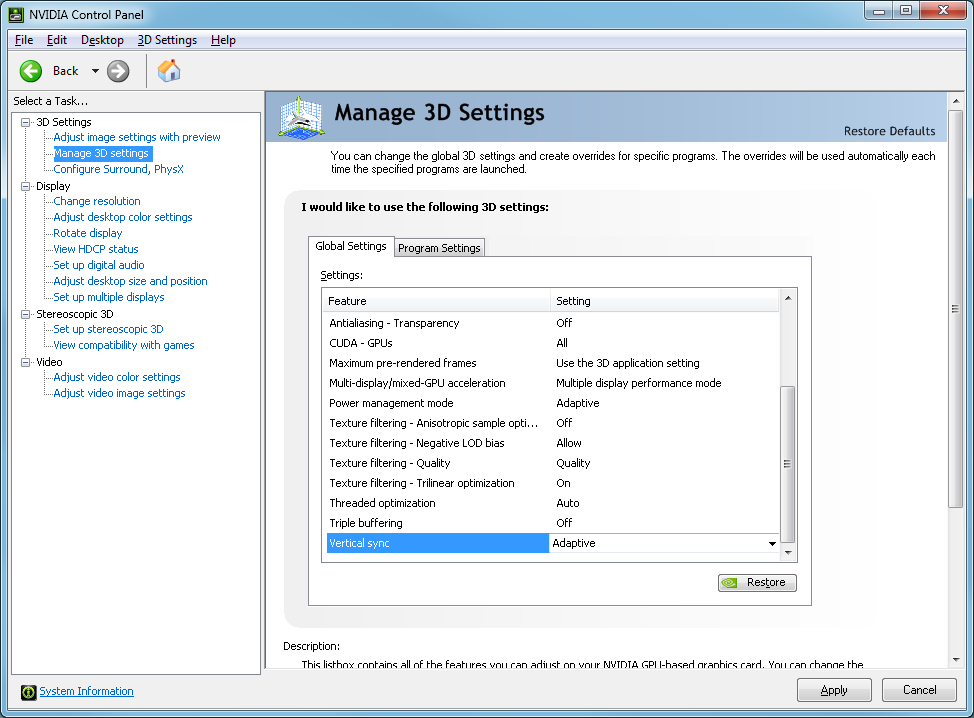 NVIDIA Control Panel
File Edit Desktop 3D Settings Help
Back
Select a Task...
3D Settings
Adjust image settings with preview
Manage 3D settings
Configure Surround, PhysX
Display
Change resolution
Adjust desktop color settings
Rotate display
View HDCP status
Set up digital audio
Adjust desktop size and position
Set up multiple displays
Stereoscopic 3D
Set up stereoscopic 3D
View compatibility with games
Video
Adjust video color settings
Adjust video image settings
System Information
Manage 3D Settings
Restore Defaults
You can change the global 3D settings and create overrides for specific programs. The overrides will be used automatically each
time the specified programs are launched.
I would like to use the following 3D settings:
Global Settings Program Settings
Settings:
Feature Setting
Antialiasing - Transparency Off
CUDA - GPUs All
Maximum pre-rendered frames Use the 3D application setting
Multi-display/mixed-GPU acceleration Multiple display performance mode
Power management mode Adaptive
Texture filtering - Anisotropic sample opti... Off
Texture filtering - Negative LOD bias Allow
Texture filtering - Quality Quality
Texture filtering - Trilinear optimization On
Threaded optimization Auto
Triple buffering Off
Vertical sync Adaptive
Restore
Description:
This listbox contains all of the features you can adjust on your NVIDIA GPU-based graphics card. You can change the
Apply Cancel